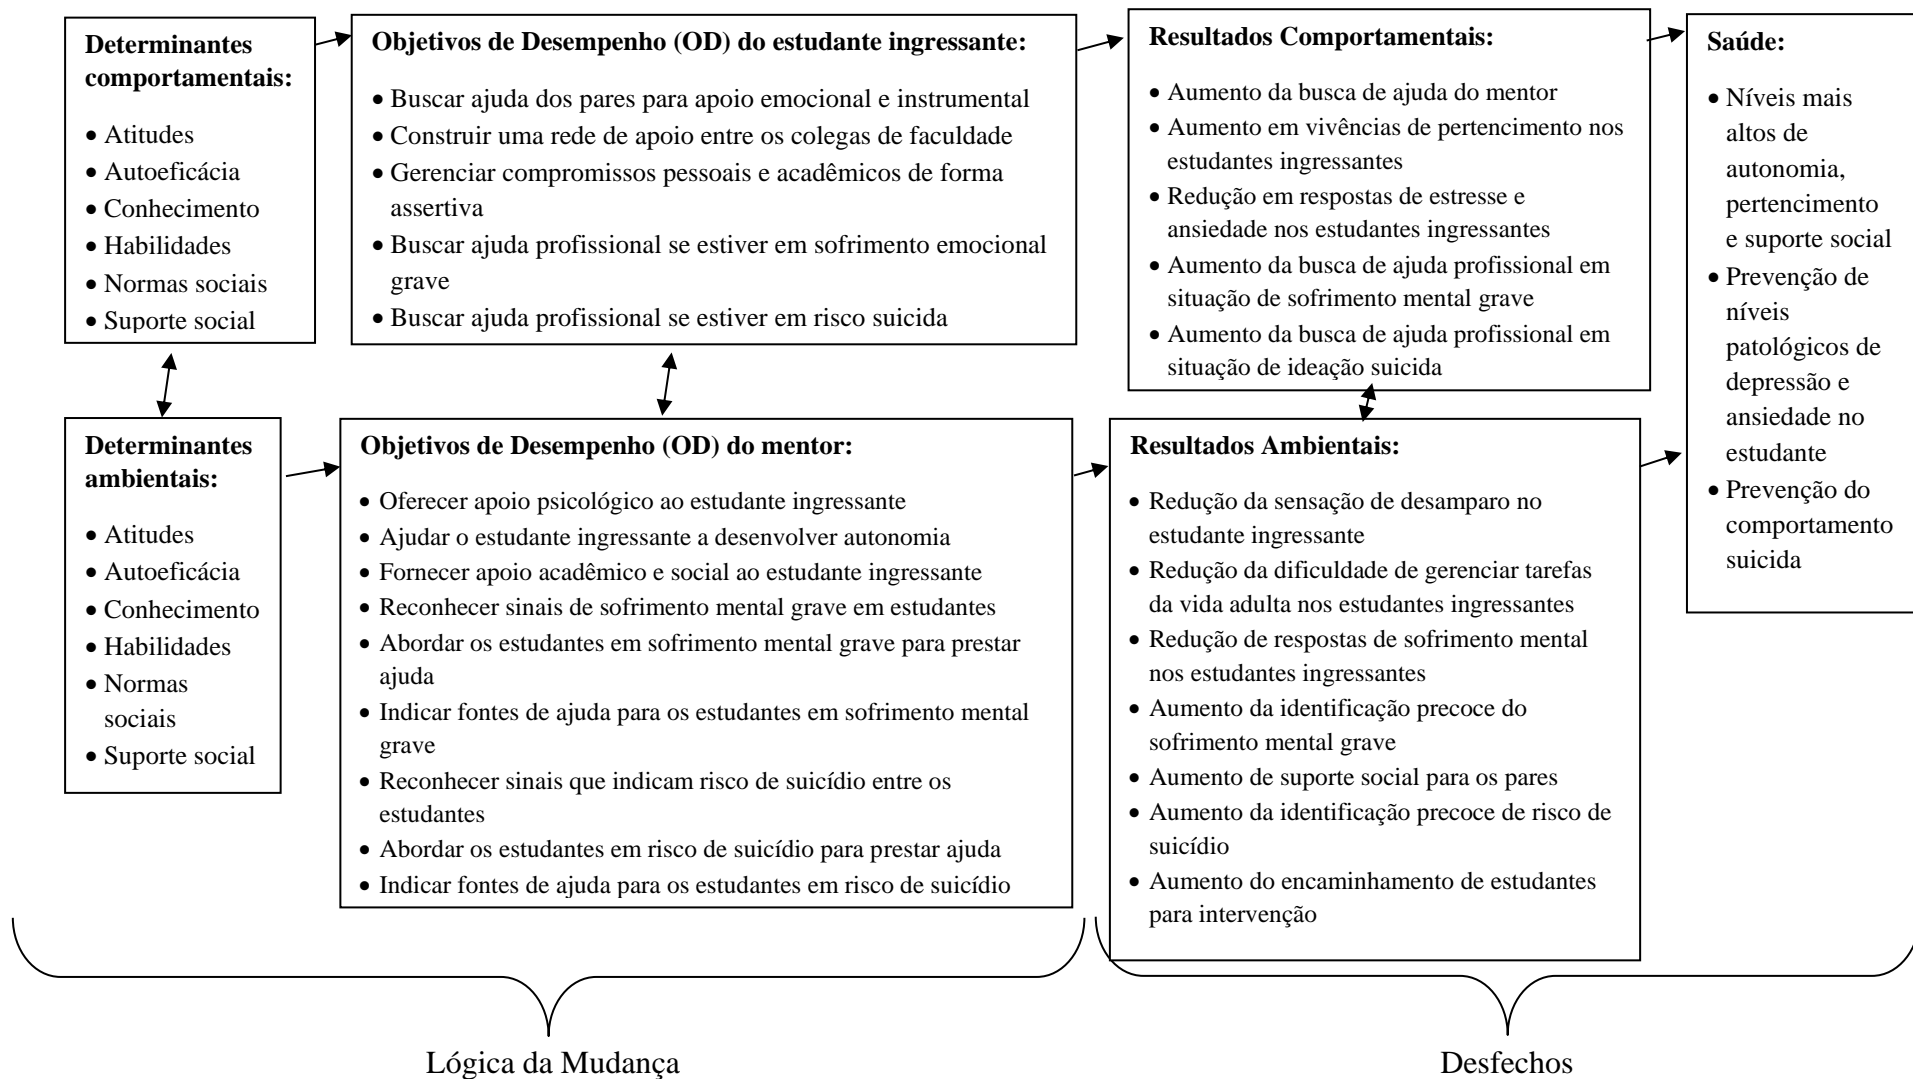 Determinantes
comportamentais:
• Atitudes
• Autoeficácia
• Conhecimento
• Habilidades
• Normas sociais
• Suporte social
Objetivos de Desempenho (OD) do estudante ingressante:
• Buscar ajuda dos pares para apoio emocional e instrumental
• Construir uma rede de apoio entre os colegas de faculdade
• Gerenciar compromissos pessoais e acadêmicos de forma
assertiva
• Buscar ajuda profissional se estiver em sofrimento emocional
grave
• Buscar ajuda profissional se estiver em risco suicida
Resultados Comportamentais:
• Aumento da busca de ajuda do mentor
• Aumento em vivências de pertencimento nos
estudantes ingressantes
• Redução em respostas de estresse e
ansiedade nos estudantes ingressantes
• Aumento da busca de ajuda profissional em
situação de sofrimento mental grave
• Aumento da busca de ajuda profissional em
situação de ideação suicida
Saúde:
• Níveis mais
altos de
autonomia,
pertencimento
e suporte social
• Prevenção de
níveis
patológicos de
depressão e
ansiedade no
estudante
• Prevenção do
comportamento
suicida
Determinantes
ambientais:
• Atitudes
• Autoeficácia
• Conhecimento
• Habilidades
• Normas
sociais
• Suporte social
Objetivos de Desempenho (OD) do mentor:
• Oferecer apoio psicológico ao estudante ingressante
• Ajudar o estudante ingressante a desenvolver autonomia
• Fornecer apoio acadêmico e social ao estudante ingressante
• Reconhecer sinais de sofrimento mental grave em estudantes
• Abordar os estudantes em sofrimento mental grave para prestar
ajuda
• Indicar fontes de ajuda para os estudantes em sofrimento mental
grave
• Reconhecer sinais que indicam risco de suicídio entre os
estudantes
• Abordar os estudantes em risco de suicídio para prestar ajuda
• Indicar fontes de ajuda para os estudantes em risco de suicídio
Resultados Ambientais:
• Redução da sensação de desamparo no
estudante ingressante
• Redução da dificuldade de gerenciar tarefas
da vida adulta nos estudantes ingressantes
• Redução de respostas de sofrimento mental
nos estudantes ingressantes
• Aumento da identificação precoce do
sofrimento mental grave
• Aumento de suporte social para os pares
• Aumento da identificação precoce de risco de
suicídio
• Aumento do encaminhamento de estudantes
para intervenção
Lógica da Mudança
Desfechos